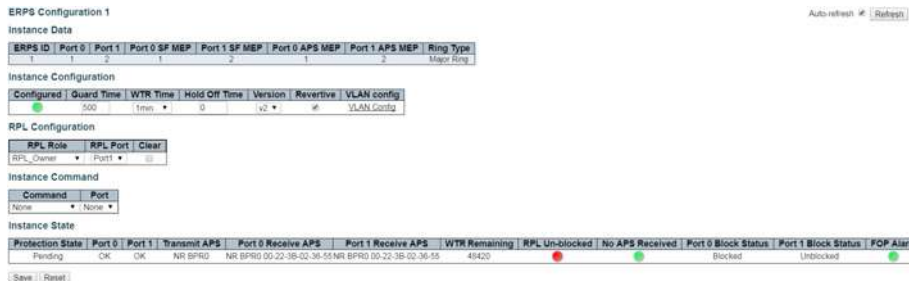 ERPS Configuration 1
Auto-refresh Refresh
Instance Data
ERPS ID Port 0 Port 1 Port 0 SF MEP Port 1 SF MEP Port 0 APS MEP Port 1 APS MEP Ring Type
1 1 2 1 2 1 2 Major Ring
Instance Configuration
Configured Guard Time WTR Time Hold Off Time Version Revertive VLAN config
500 1min 0 v2 VLAN Config
RPL Configuration
RPL Role RPL Port Clear
RPL_Owner Port1
Instance Command
Command Port
None None
Instance State
Protection State Port 0 Port 1 Transmit APS Port 0 Receive APS Port 1 Receive APS WTR Remaining RPL Un-blocked No APS Received Port 0 Block Status Port 1 Block Status FOP Alar
Pending OK OK NR BPR0 NR BPR0 00-22-3B-02-36-55 NR BPR0 00-22-3B-02-36-55 48420 Blocked Unblocked
Save Reset